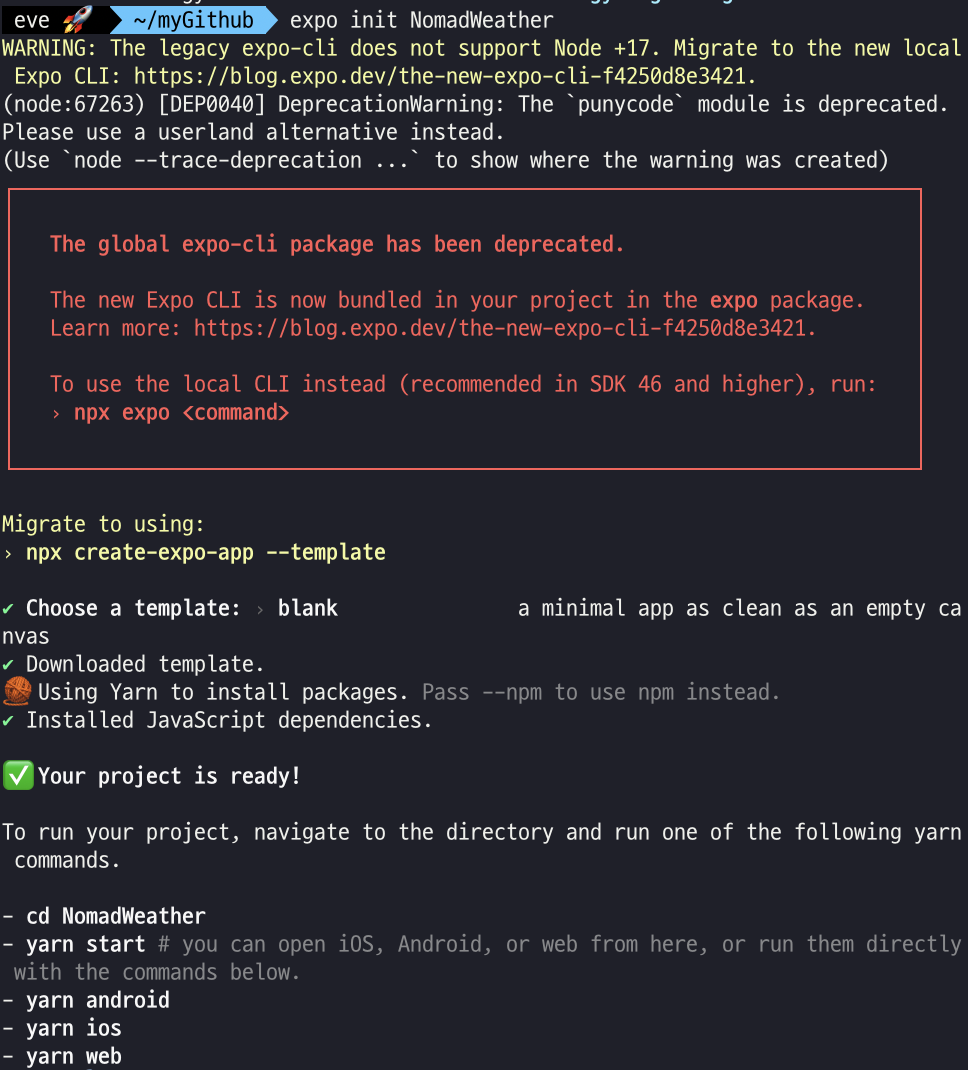 eve 🚀 ~/myGithub expo init NomadWeather
WARNING: The legacy expo-cli does not support Node +17. Migrate to the new local
Expo CLI: https://blog.expo.dev/the-new-expo-cli-f4250d8e3421.
(node:67263) [DEP0040] DeprecationWarning: The `punycode` module is deprecated.
Please use a userland alternative instead.
(Use `node --trace-deprecation ...` to show where the warning was created)
The global expo-cli package has been deprecated.
The new Expo CLI is now bundled in your project in the expo package.
Learn more: https://blog.expo.dev/the-new-expo-cli-f4250d8e3421.
To use the local CLI instead (recommended in SDK 46 and higher), run:
› npx expo <command>
Migrate to using:
› npx create-expo-app --template
✔ Choose a template: › blank a minimal app as clean as an empty ca
nvas
✔ Downloaded template.
🧶 Using Yarn to install packages. Pass --npm to use npm instead.
✔ Installed JavaScript dependencies.
✅ Your project is ready!
To run your project, navigate to the directory and run one of the following yarn
commands.
- cd NomadWeather
- yarn start # you can open iOS, Android, or web from here, or run them directly
with the commands below.
- yarn android
- yarn ios
- yarn web